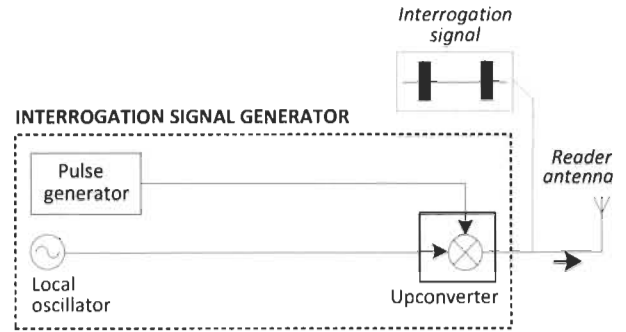 Interrogation
signal
INTERROGATION SIGNAL GENERATOR
Pulse
generator
Reader
antenna
Local
oscillator
Upconverter